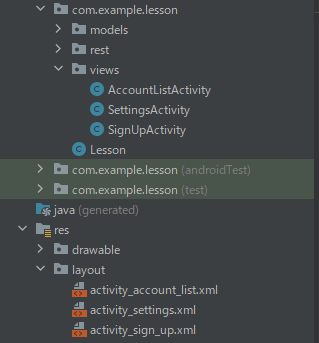 com.example.lesson
models
rest
views
AccountListActivity
SettingsActivity
SignUpActivity
Lesson
com.example.lesson (androidTest)
com.example.lesson (test)
java (generated)
res
drawable
layout
activity_account_list.xml
activity_settings.xml
activity_sign_up.xml